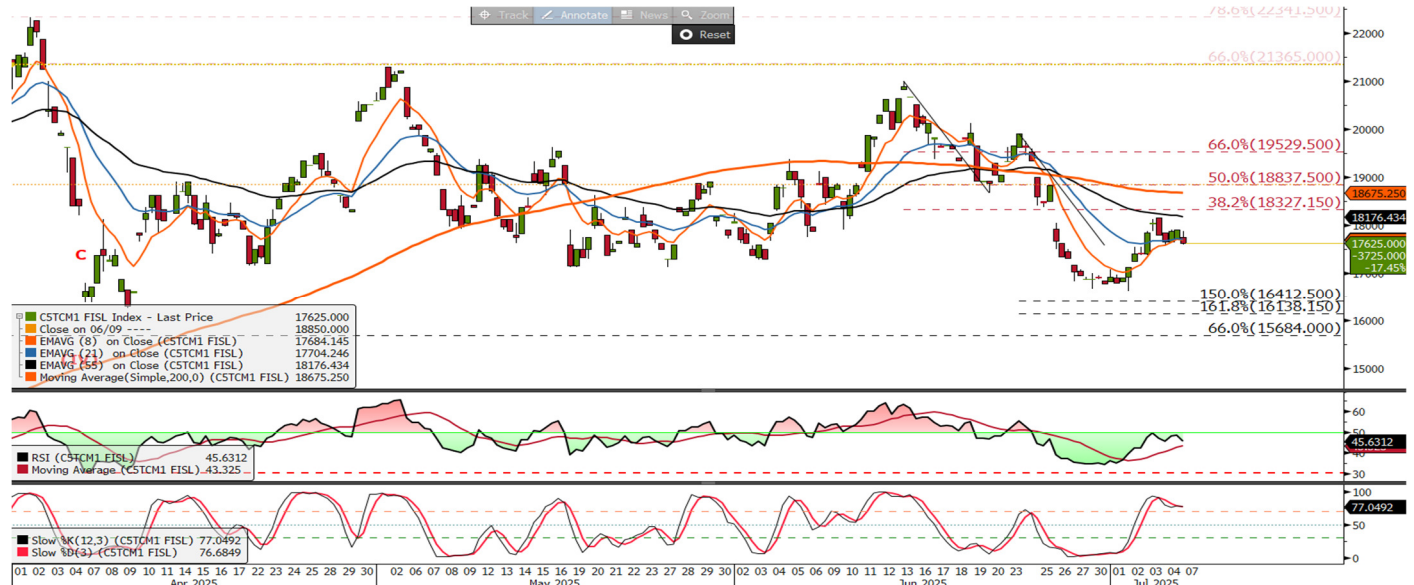 Track Annotate News Zoom
Reset
78.6%(22341.500)
66.0%(21365.000)
66.0%(19529.500)
50.0%(18837.500)
38.2%(18327.150)
150.0%(16412.500)
161.8%(16138.150)
66.0%(15684.000)
22000
21000
20000
19000
18675.250
18176.434
18000
17625.000
-3725.000
-17.45%
17000
16000
15000
C
C5TCM1 FISL Index - Last Price 17625.000
Close on 06/09 ---- 18850.000
EMAVG (8) on Close (C5TCM1 FISL) 17684.145
EMAVG (21) on Close (C5TCM1 FISL) 17704.246
EMAVG (55) on Close (C5TCM1 FISL) 18176.434
Moving Average(Simple,200,0) (C5TCM1 FISL) 18675.250
60
50
45.6312
40
30
RSI (C5TCM1 FISL) 45.6312
Moving Average (C5TCM1 FISL) 43.325
100
77.0492
50
0
Slow %K(12,3) (C5TCM1 FISL) 77.0492
Slow %D(3) (C5TCM1 FISL) 76.6849
01 02 03 04 07 08 09 10 11 14 15 16 17 22 23 24 25 28 29 30 02 06 07 08 09 12 13 14 15 16 19 20 21 22 23 27 28 29 30 02 03 04 05 06 09 10 11 12 13 16 17 18 19 20 23 25 26 27 30 01 02 03 04 07
Apr 2025 May 2025 Jun 2025 Jul 2025